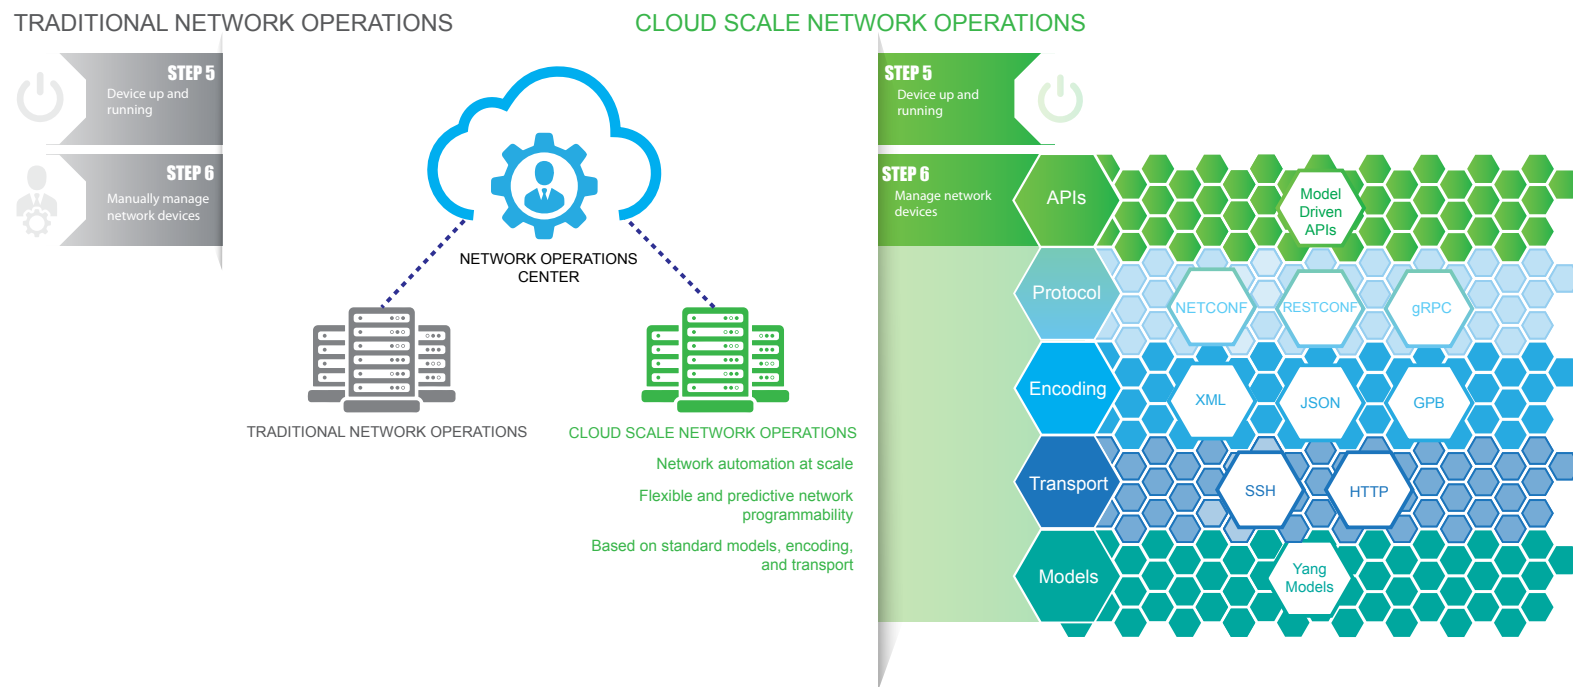 TRADITIONAL NETWORK OPERATIONS
CLOUD SCALE NETWORK OPERATIONS
STEP 5
Device up and
running
STEP 6
Manually manage
network devices
NETWORK OPERATIONS
CENTER
TRADITIONAL NETWORK OPERATIONS
CLOUD SCALE NETWORK OPERATIONS
Network automation at scale
Flexible and predictive network
programmability
Based on standard models, encoding,
and transport
STEP 5
Device up and
running
STEP 6
Manage network
devices
APIs
Model
Driven
APIs
Protocol
NETCONF
RESTCONF
gRPC
Encoding
XML
JSON
GPB
Transport
SSH
HTTP
Models
Yang
Models